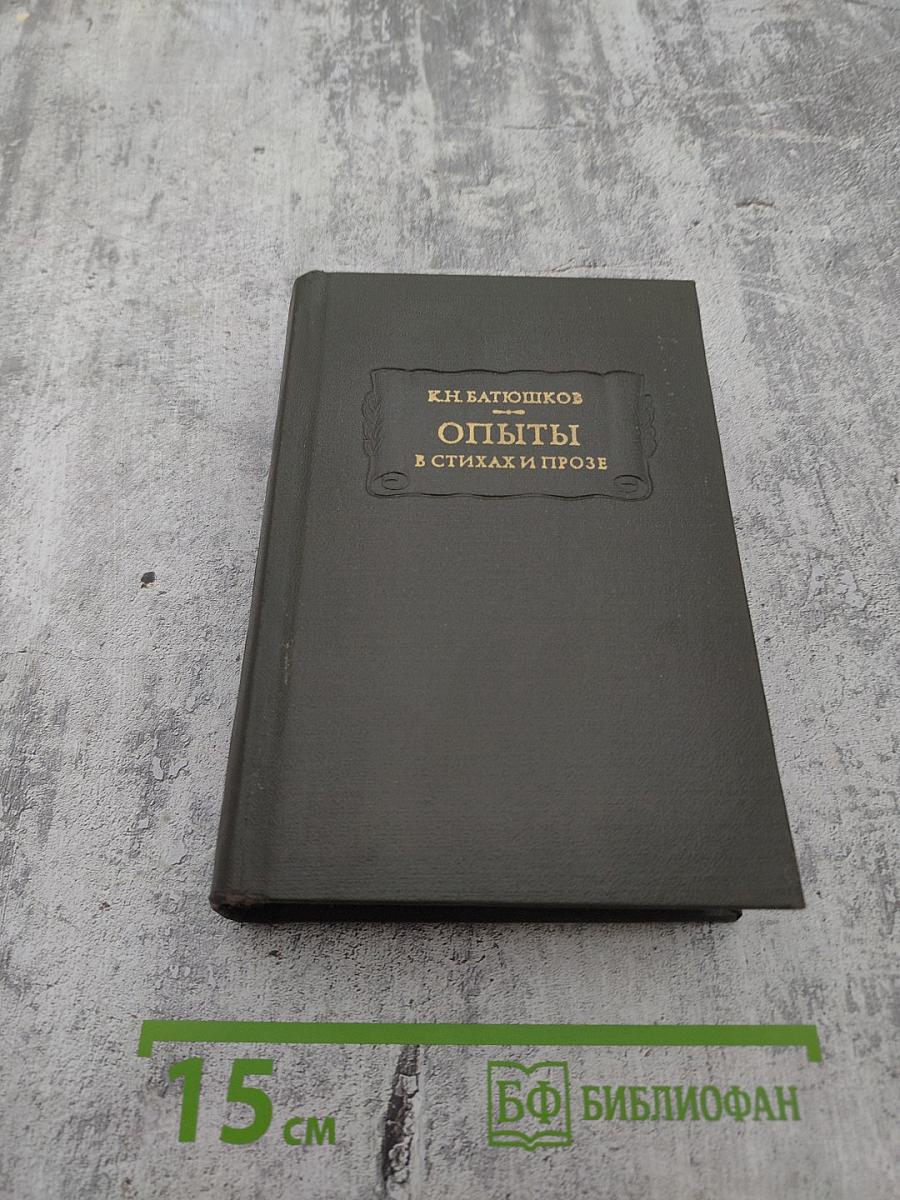 К.Н. БАТЮШКОВ
ОПЫТЫ
В СТИХАХ И ПРОЗЕ
15 см
БФ БИБЛИОФАН